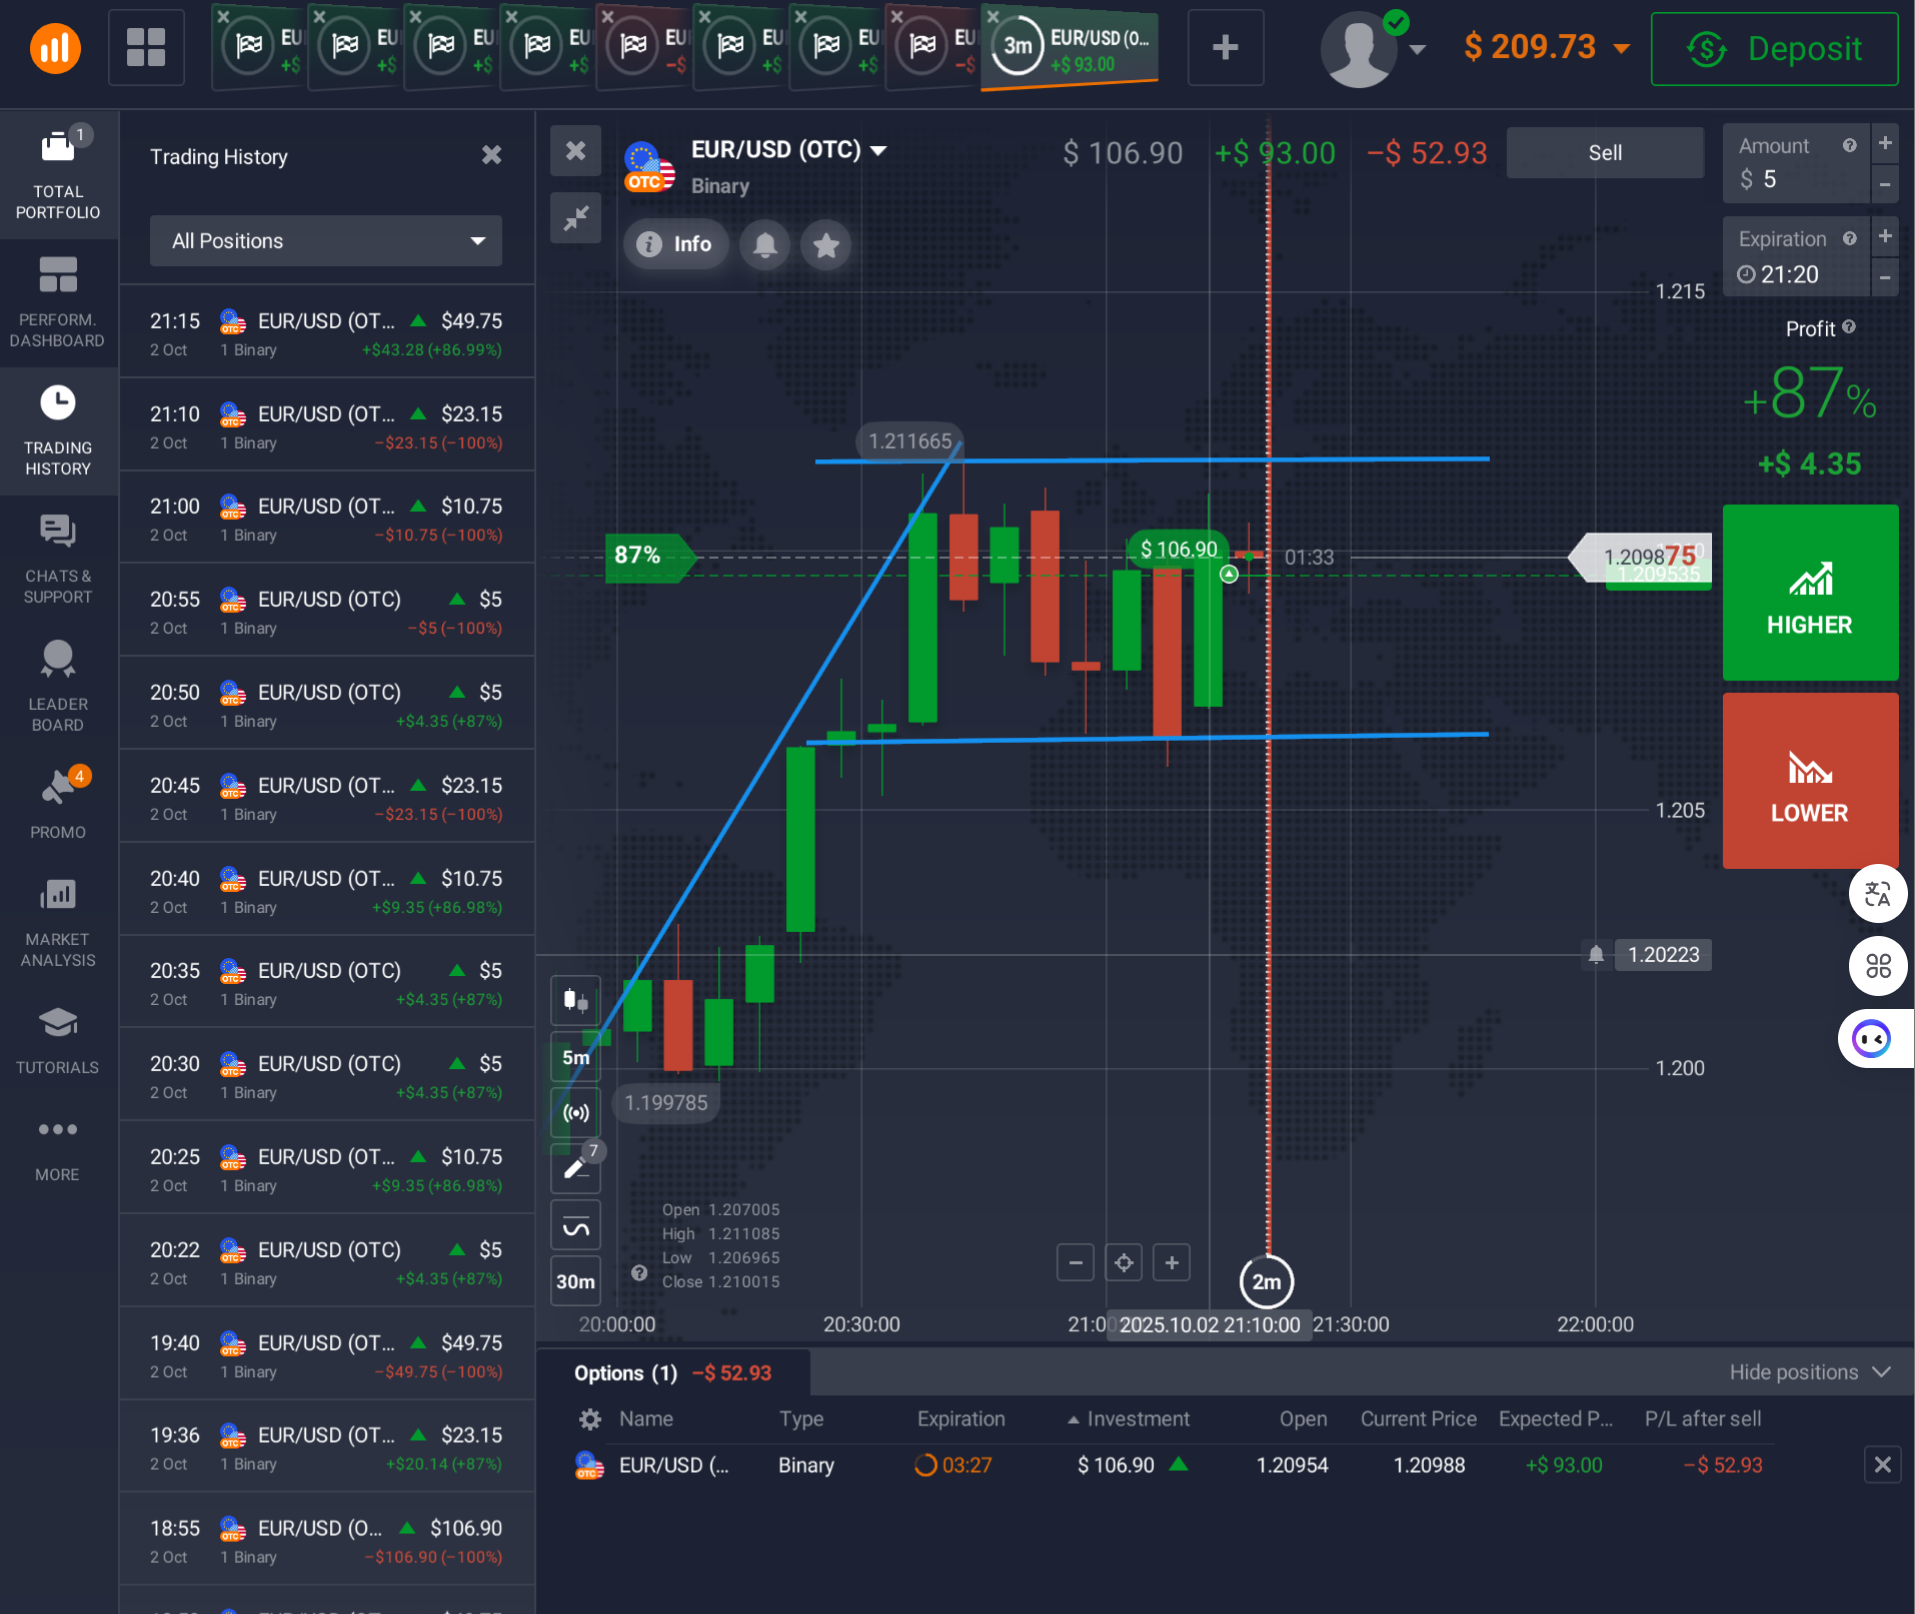 EU
+$
EU
+$
EU
+$
EU
+$
EU
−$
EU
+$
EU
+$
EU
−$
3m
EUR/USD (O...
+$ 93.00
$ 209.73
Deposit
1
TOTAL
PORTFOLIO
PERFORM.
DASHBOARD
TRADING
HISTORY
CHATS &
SUPPORT
LEADER
BOARD
4
PROMO
MARKET
ANALYSIS
TUTORIALS
MORE
Trading History
All Positions
21:15 EUR/USD (OT... $49.75
2 Oct 1 Binary +$43.28 (+86.99%)
21:10 EUR/USD (OT... $23.15
2 Oct 1 Binary −$23.15 (−100%)
21:00 EUR/USD (OT... $10.75
2 Oct 1 Binary −$10.75 (−100%)
20:55 EUR/USD (OTC) $5
2 Oct 1 Binary −$5 (−100%)
20:50 EUR/USD (OTC) $5
2 Oct 1 Binary +$4.35 (+87%)
20:45 EUR/USD (OT... $23.15
2 Oct 1 Binary −$23.15 (−100%)
20:40 EUR/USD (OT... $10.75
2 Oct 1 Binary +$9.35 (+86.98%)
20:35 EUR/USD (OTC) $5
2 Oct 1 Binary +$4.35 (+87%)
20:30 EUR/USD (OTC) $5
2 Oct 1 Binary +$4.35 (+87%)
20:25 EUR/USD (OT... $10.75
2 Oct 1 Binary +$9.35 (+86.98%)
20:22 EUR/USD (OTC) $5
2 Oct 1 Binary +$4.35 (+87%)
19:40 EUR/USD (OT... $49.75
2 Oct 1 Binary −$49.75 (−100%)
19:36 EUR/USD (OT... $23.15
2 Oct 1 Binary +$20.14 (+87%)
18:55 EUR/USD (O... $106.90
2 Oct 1 Binary −$106.90 (−100%)
OTC
EUR/USD (OTC)
Binary
$ 106.90 +$ 93.00 −$ 52.93
Sell
Info
Amount
$ 5
Expiration
21:20
Profit
+87%
+$ 4.35
HIGHER
LOWER
1.215
1.211665
87%
$ 106.90
01:33
1.209875
1.209535
1.205
1.20223
1.200
1.199785
5m
7
30m
Open 1.207005
High 1.211085
Low 1.206965
Close 1.210015
2m
20:00:00 20:30:00 21:0 2025.10.02 21:10:00 21:30:00 22:00:00
Options (1) −$ 52.93
Hide positions
Name Type Expiration Investment Open Current Price Expected P... P/L after sell
EUR/USD (... Binary 03:27 $ 106.90 1.20954 1.20988 +$ 93.00 −$ 52.93